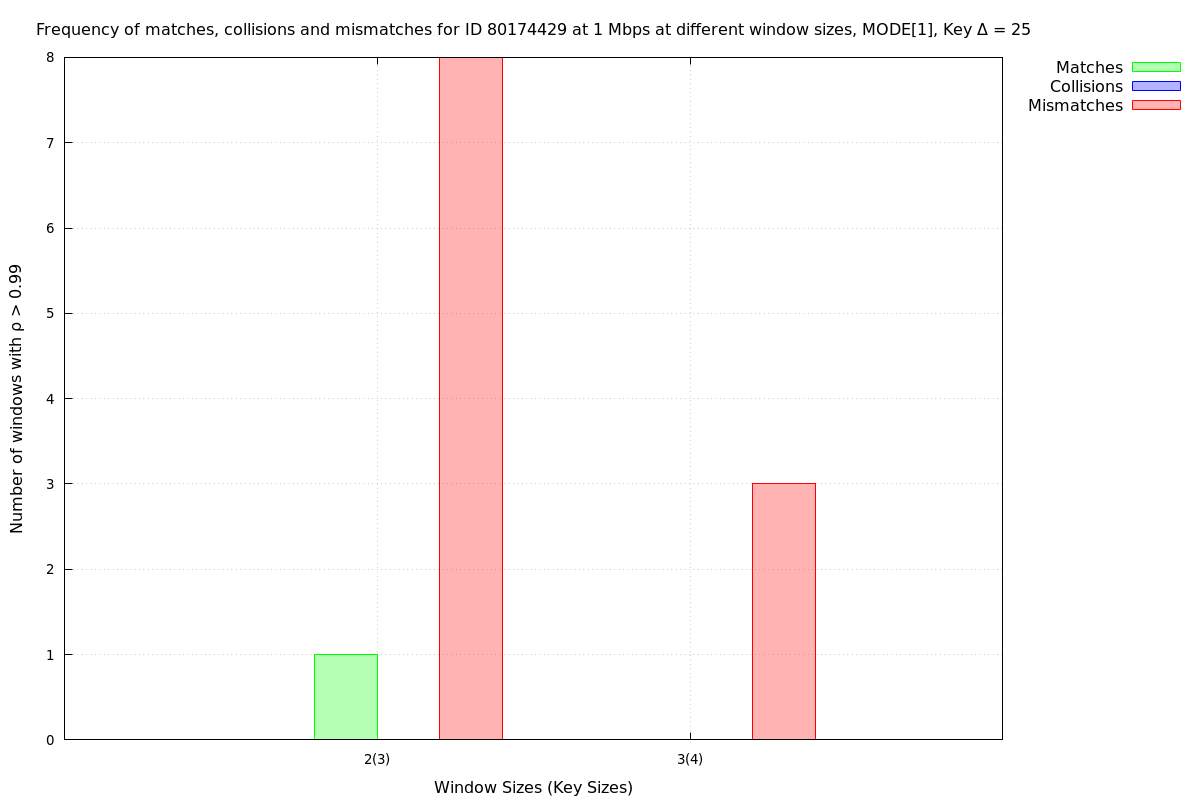 Frequency of matches, collisions and mismatches for ID 80174429 at 1 Mbps at different window sizes, MODE[1], Key Δ = 25
Matches
Collisions
Mismatches
Number of windows with ρ > 0.99
8
7
6
5
4
3
2
1
0
2(3) 3(4)
Window Sizes (Key Sizes)